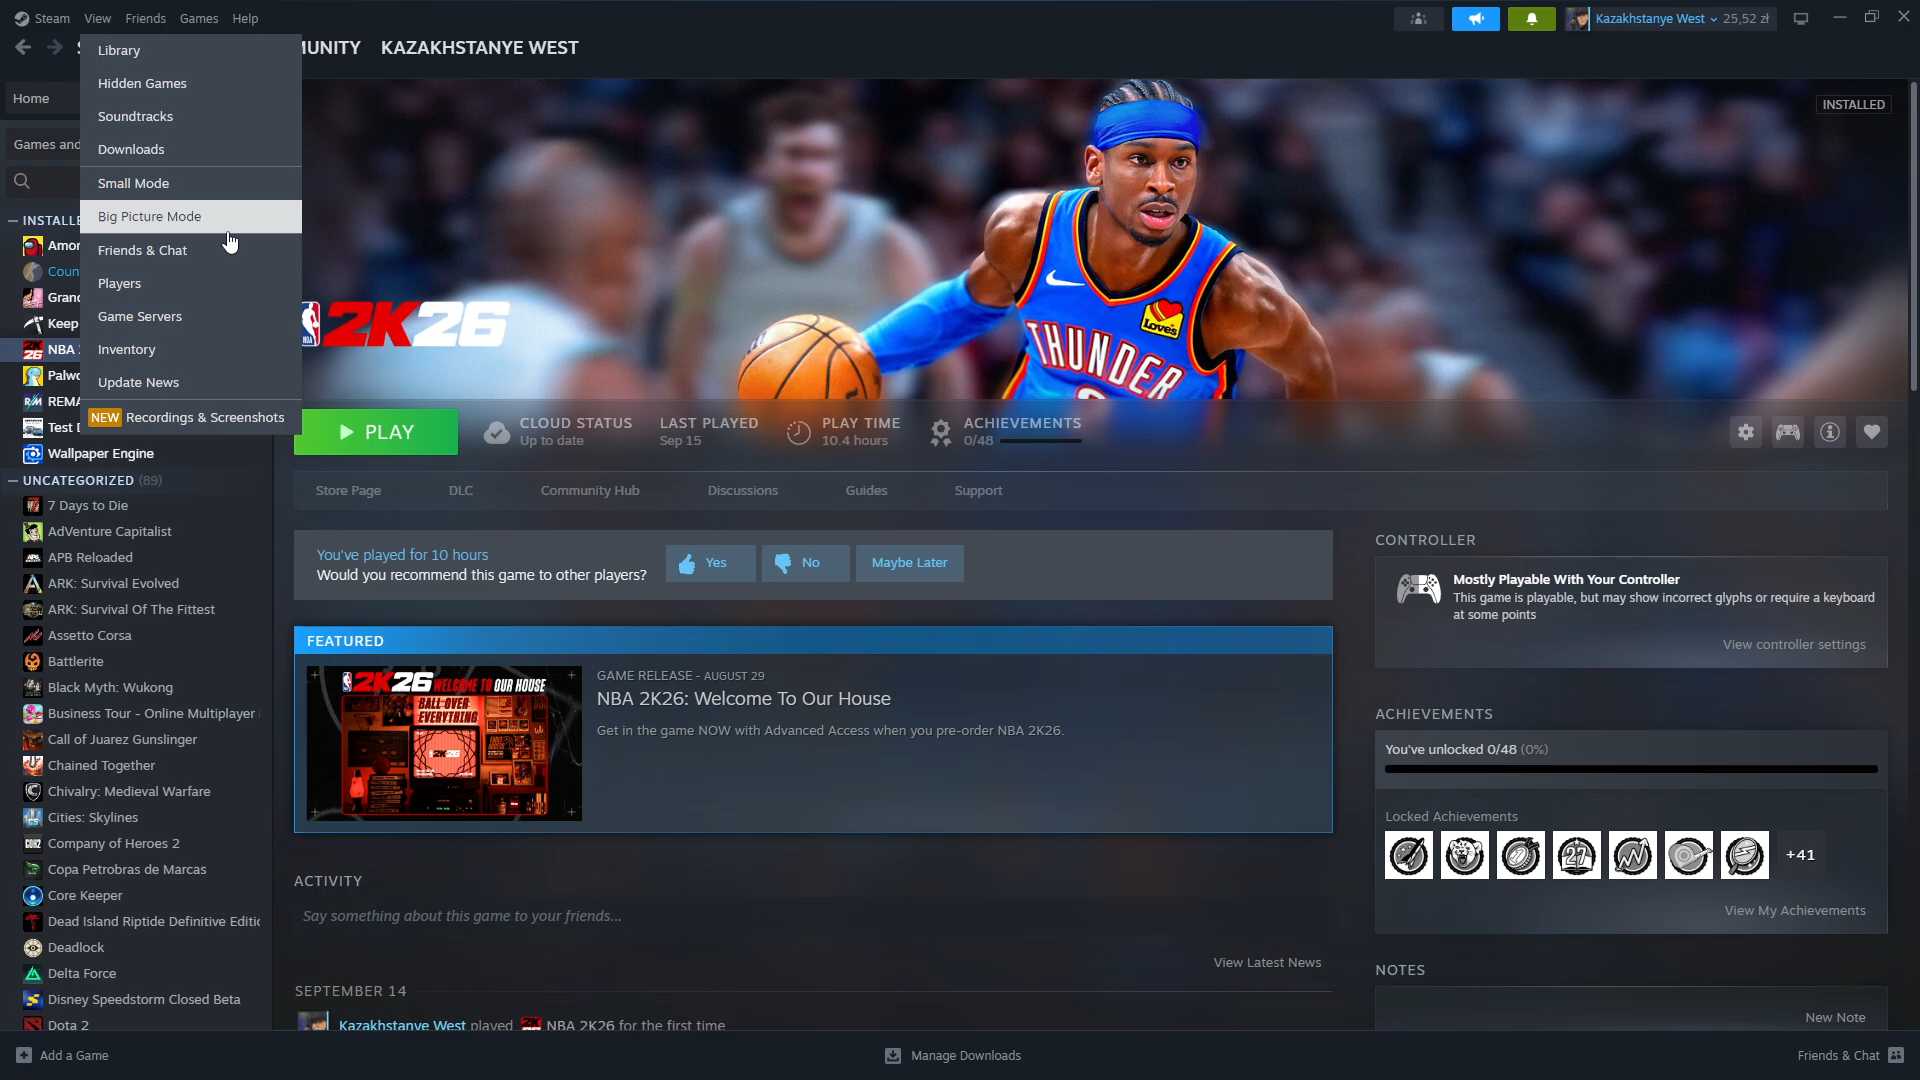 Steam View Friends Games Help
Kazakhstanye West 25,52 zł
MUNITY KAZAKHSTANYE WEST
Library
Hidden Games
Soundtracks
Downloads
Small Mode
Big Picture Mode
Friends & Chat
Players
Game Servers
Inventory
Update News
NEW Recordings & Screenshots
Home
Games and
INSTALLE
Amon
Coun
Grand
Keep
NBA
Palwo
REMA
Test D
Wallpaper Engine
UNCATEGORIZED (89)
7 Days to Die
AdVenture Capitalist
APB Reloaded
ARK: Survival Evolved
ARK: Survival Of The Fittest
Assetto Corsa
Battlerite
Black Myth: Wukong
Business Tour - Online Multiplayer
Call of Juarez Gunslinger
Chained Together
Chivalry: Medieval Warfare
Cities: Skylines
Company of Heroes 2
Copa Petrobras de Marcas
Core Keeper
Dead Island Riptide Definitive Editio
Deadlock
Delta Force
Disney Speedstorm Closed Beta
Dota 2
INSTALLED
2K26
Loves
THUNDER
PLAY
CLOUD STATUS
Up to date
LAST PLAYED
Sep 15
PLAY TIME
10.4 hours
ACHIEVEMENTS
0/48
Store Page DLC Community Hub Discussions Guides Support
You've played for 10 hours
Would you recommend this game to other players?
Yes No Maybe Later
FEATURED
2K26 WELCOME TO OUR HOUSE
BALL OVER
EVERYTHING
2K26
GAME RELEASE - AUGUST 29
NBA 2K26: Welcome To Our House
Get in the game NOW with Advanced Access when you pre-order NBA 2K26.
ACTIVITY
Say something about this game to your friends...
View Latest News
SEPTEMBER 14
Kazakhstanye West played NBA 2K26 for the first time
CONTROLLER
Mostly Playable With Your Controller
This game is playable, but may show incorrect glyphs or require a keyboard
at some points
View controller settings
ACHIEVEMENTS
You've unlocked 0/48 (0%)
Locked Achievements
27
+41
View My Achievements
NOTES
New Note
Add a Game
Manage Downloads
Friends & Chat